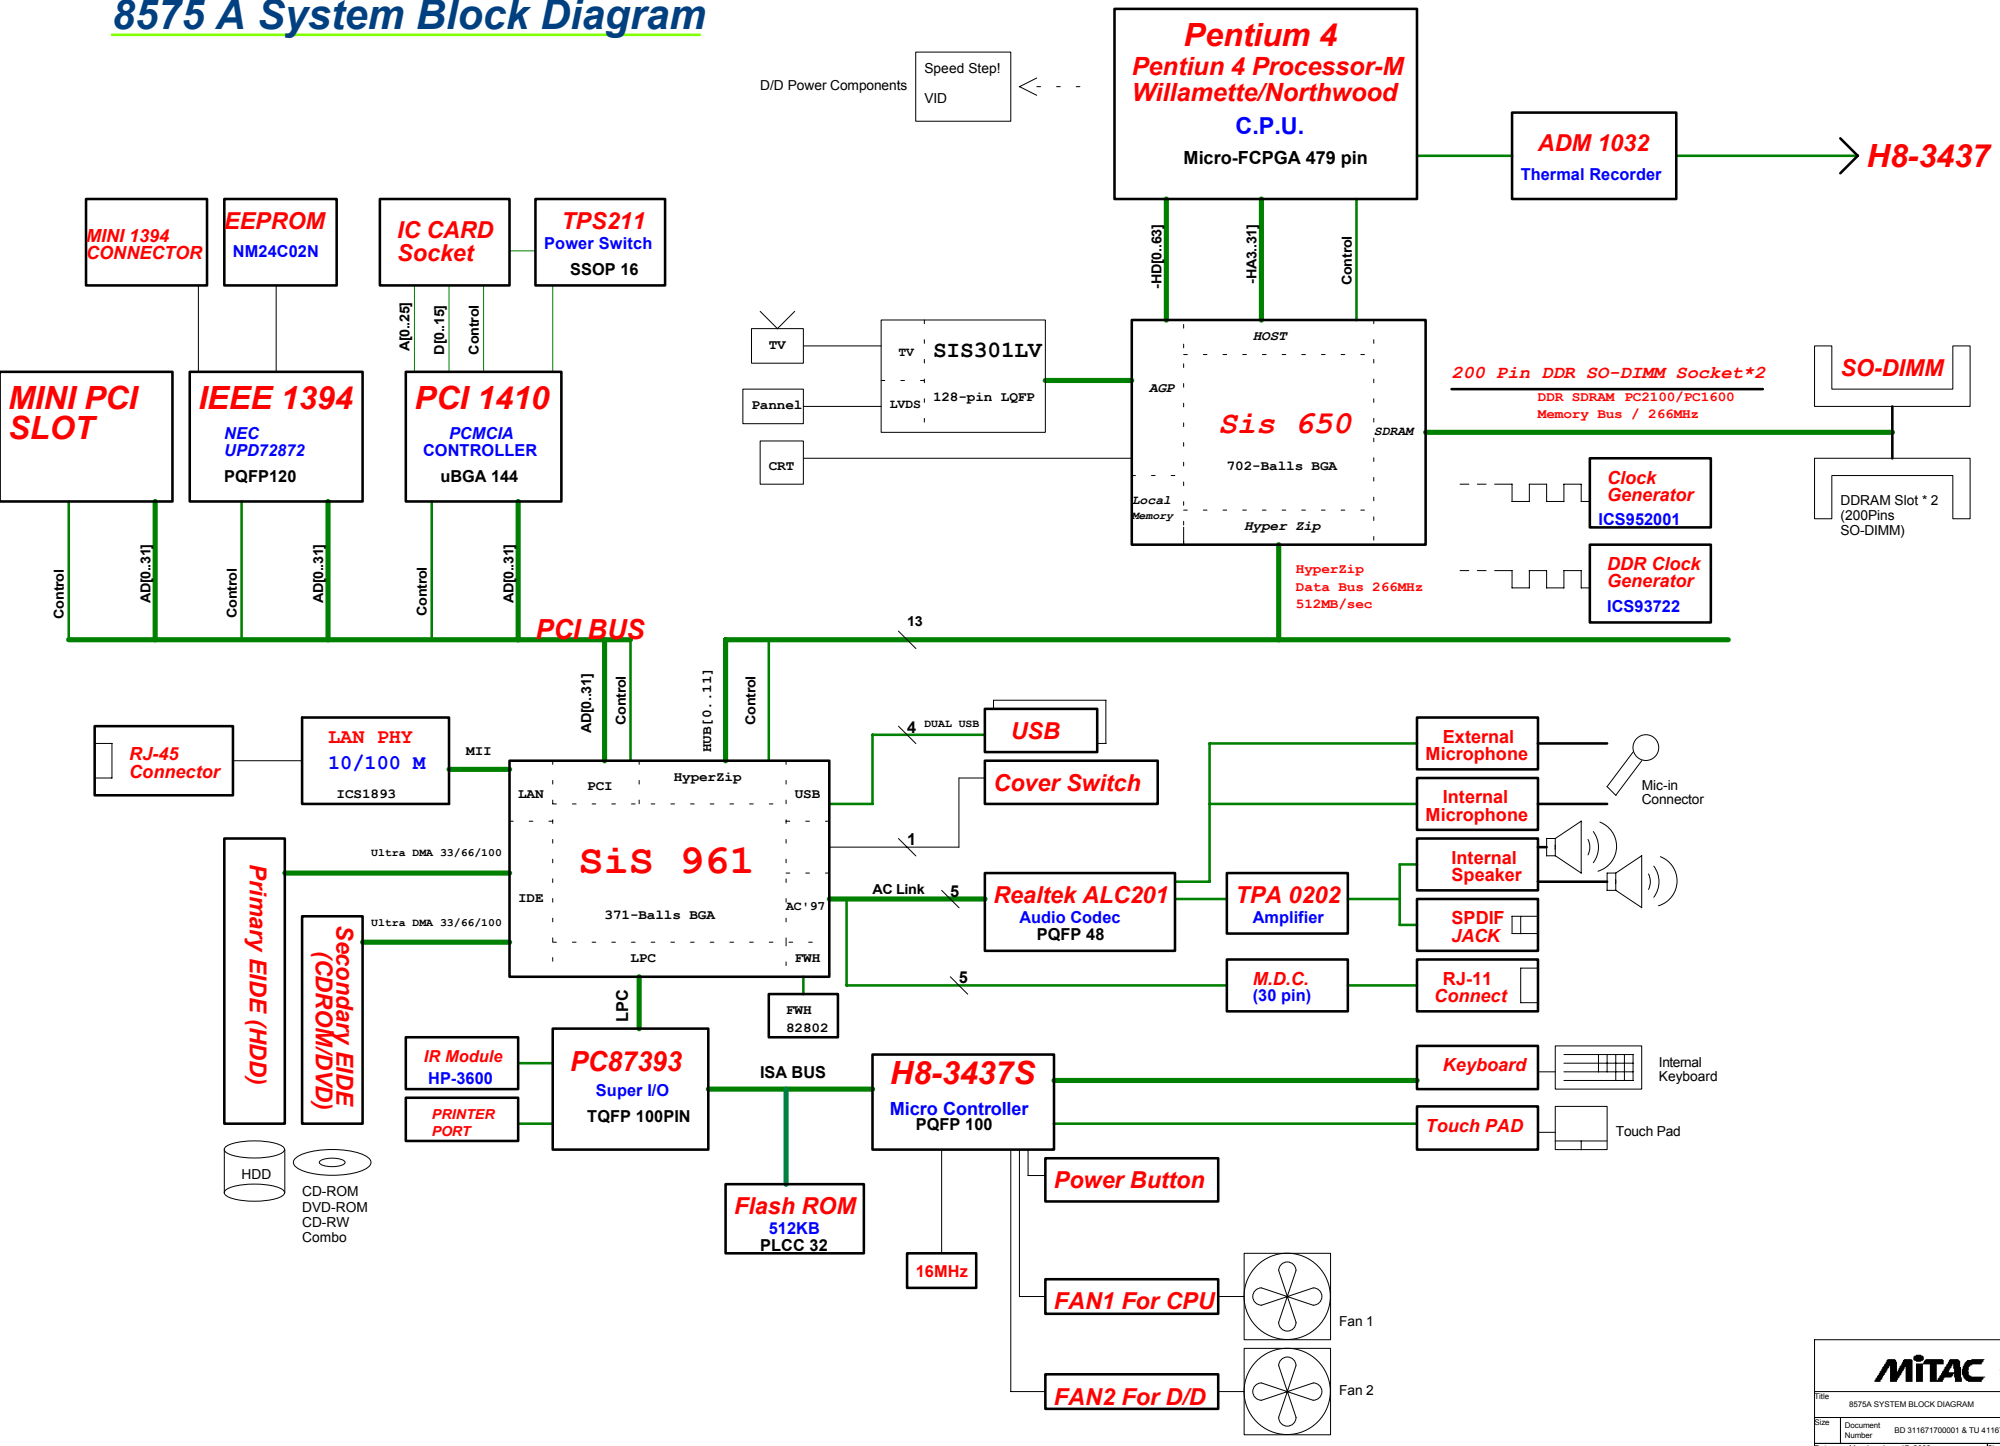 8575 A System Block Diagram
Pentium 4
Pentiun 4 Processor-M
Willamette/Northwood
C.P.U.
Micro-FCPGA 479 pin
D/D Power Components
Speed Step!
VID
ADM 1032
Thermal Recorder
H8-3437
MINI 1394
CONNECTOR
EEPROM
NM24C02N
IC CARD
Socket
TPS211
Power Switch
SSOP 16
A[0..25]
D[0..15]
Control
-HD[0..63]
-HA3..31]
Control
MINI PCI
SLOT
IEEE 1394
NEC
UPD72872
PQFP120
PCI 1410
PCMCIA
CONTROLLER
uBGA 144
TV
Pannel
CRT
TV
LVDS
SIS301LV
128-pin LQFP
HOST
AGP
Sis 650
SDRAM
702-Balls BGA
Local
Memory
Hyper Zip
200 Pin DDR SO-DIMM Socket*2
DDR SDRAM PC2100/PC1600
Memory Bus / 266MHz
SO-DIMM
DDRAM Slot * 2
(200Pins
SO-DIMM)
Clock
Generator
ICS952001
DDR Clock
Generator
ICS93722
HyperZip
Data Bus 266MHz
512MB/sec
Control
AD[0..31]
Control
AD[0..31]
Control
AD[0..31]
PCI BUS
13
AD[0..31]
Control
HUB[0..11]
Control
RJ-45
Connector
LAN PHY
10/100 M
ICS1893
MII
LAN
PCI
HyperZip
USB
SiS 961
IDE
371-Balls BGA
AC'97
LPC
FWH
4
DUAL USB
USB
Cover Switch
1
External
Microphone
Internal
Microphone
Mic-in
Connector
Ultra DMA 33/66/100
Ultra DMA 33/66/100
Primary EIDE (HDD)
Secondary EIDE
(CDROM/DVD)
AC Link
5
Realtek ALC201
Audio Codec
PQFP 48
TPA 0202
Amplifier
Internal
Speaker
SPDIF
JACK
5
M.D.C.
(30 pin)
RJ-11
Connect
LPC
FWH
82802
IR Module
HP-3600
PRINTER
PORT
PC87393
Super I/O
TQFP 100PIN
ISA BUS
H8-3437S
Micro Controller
PQFP 100
Keyboard
Internal
Keyboard
Touch PAD
Touch Pad
HDD
CD-ROM
DVD-ROM
CD-RW
Combo
Flash ROM
512KB
PLCC 32
Power Button
16MHz
FAN1 For CPU
Fan 1
FAN2 For D/D
Fan 2
MiTAC
Title
8575A SYSTEM BLOCK DIAGRAM
Size
Document
Number
BD 311671700001 & TU 4116